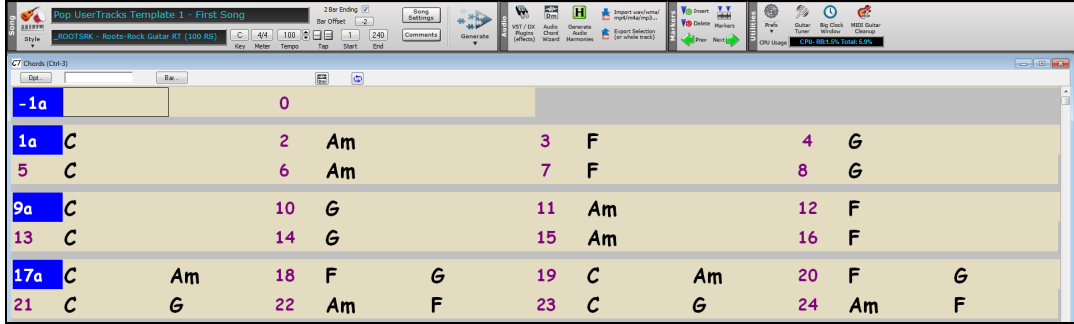 Song
Style
Pop UserTracks Template 1 - First Song
_ROOTSRK - Roots-Rock Guitar RT (100 RS)
C 4/4 100 1 240
Key Meter Tempo Tap Start End
2 Bar Ending
Bar Offset -2
Song Settings
Comments
Generate
Audio
VST / DX Plugins (effects)
Audio Chord Wizard
Generate Audio Harmonies
Import wav/wma/mp4/m4a/mp3...
Export Selection (or whole track)
Markers
Insert
Delete Markers
Prev Next
Utilities
Prefs
Guitar Tuner
Big Clock Window
MIDI Guitar Cleanup
CPU Usage CPU- RB:1.5% Total: 5.9%
Chords (Ctrl-3)
Opt... Bar...
-1a 0
1a C 2 Am 3 F 4 G
5 C 6 Am 7 F 8 G
9a C 10 G 11 Am 12 F
13 C 14 G 15 Am 16 F
17a C Am 18 F G 19 C Am 20 F G
21 C G 22 Am F 23 C G 24 Am F